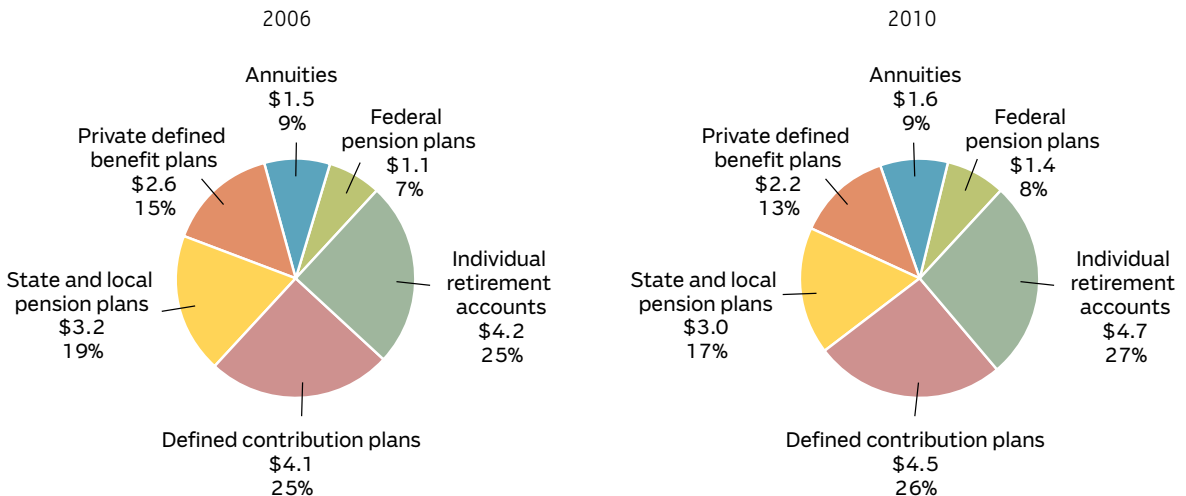 2006
Annuities
$1.5
9%
Federal
pension plans
$1.1
7%
Private defined
benefit plans
$2.6
15%
Individual
retirement
accounts
$4.2
25%
State and local
pension plans
$3.2
19%
Defined contribution plans
$4.1
25%
2010
Annuities
$1.6
9%
Federal
pension plans
$1.4
8%
Private defined
benefit plans
$2.2
13%
Individual
retirement
accounts
$4.7
27%
State and local
pension plans
$3.0
17%
Defined contribution plans
$4.5
26%